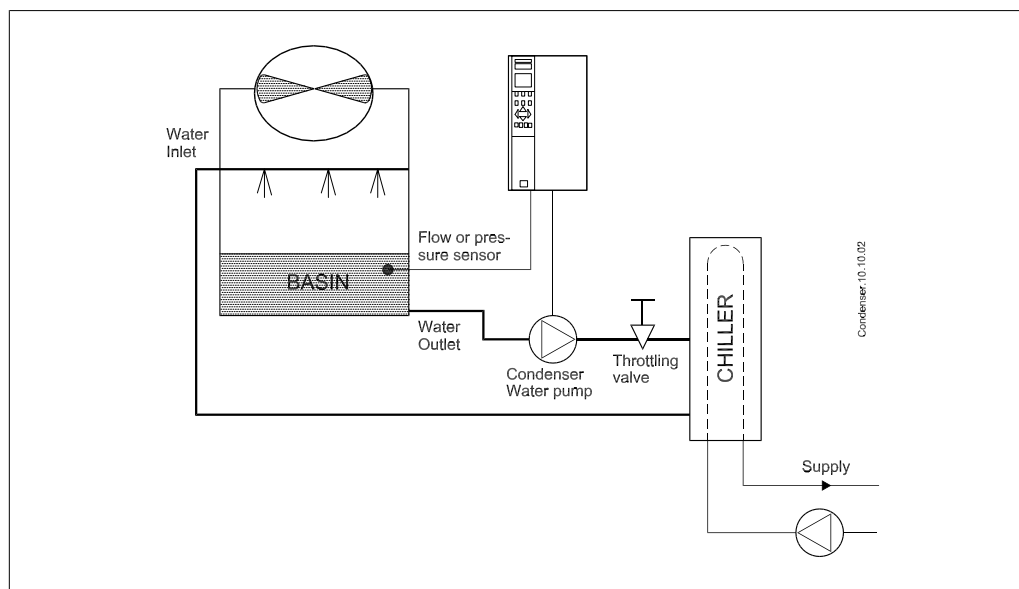 Water
Inlet
Flow or pres-
sure sensor
BASIN
Water
Outlet
Condenser
Water pump
Throttling
valve
CHILLER
Condenser.10.10.02
Supply